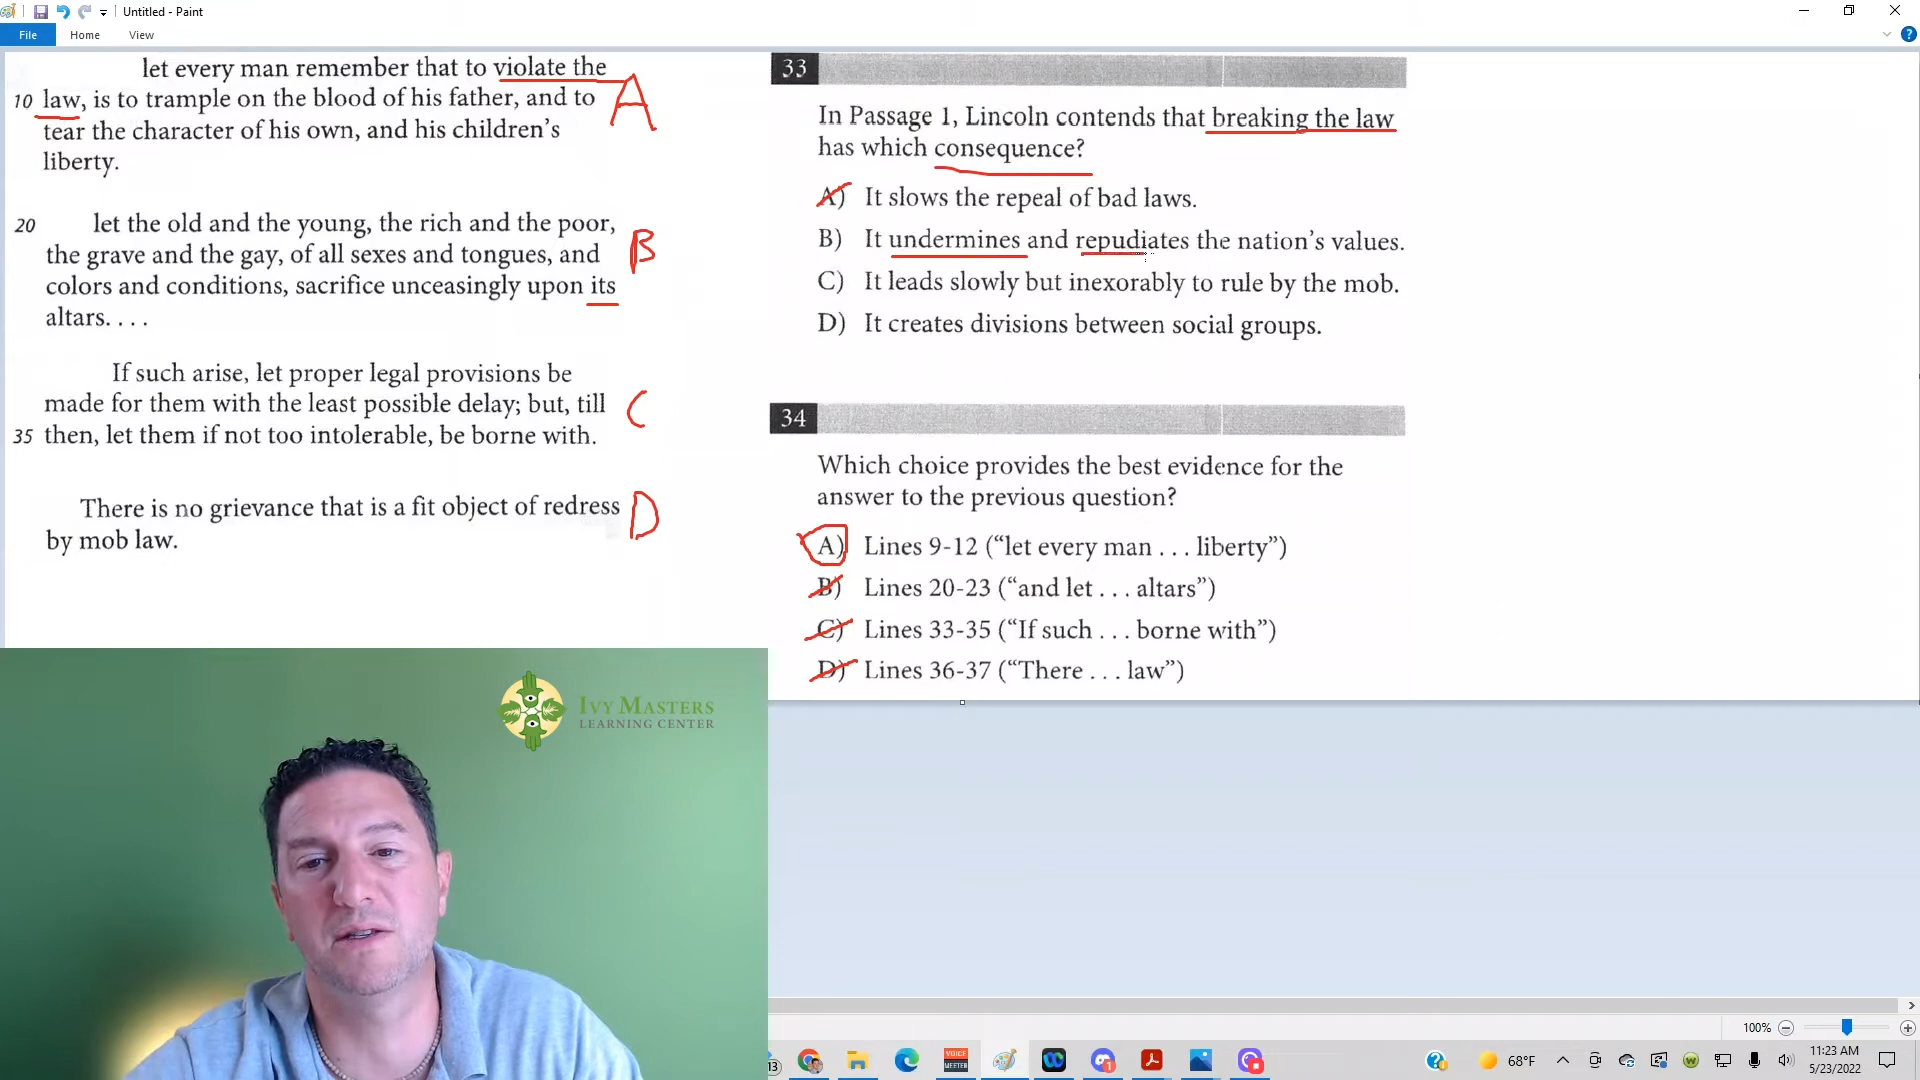 Untitled - Paint
File Home View
let every man remember that to violate the
10 law, is to trample on the blood of his father, and to
tear the character of his own, and his children's
liberty.
A
20 let the old and the young, the rich and the poor,
the grave and the gay, of all sexes and tongues, and
colors and conditions, sacrifice unceasingly upon its
altars. . . .
B
If such arise, let proper legal provisions be
made for them with the least possible delay; but, till
35 then, let them if not too intolerable, be borne with.
C
There is no grievance that is a fit object of redress
by mob law.
D
33
In Passage 1, Lincoln contends that breaking the law
has which consequence?
A) It slows the repeal of bad laws.
B) It undermines and repudiates the nation's values.
C) It leads slowly but inexorably to rule by the mob.
D) It creates divisions between social groups.
34
Which choice provides the best evidence for the
answer to the previous question?
A) Lines 9-12 (“let every man . . . liberty”)
B) Lines 20-23 (“and let . . . altars”)
C) Lines 33-35 (“If such . . . borne with”)
D) Lines 36-37 (“There . . . law”)
IVY MASTERS
LEARNING CENTER
100%
13
VOICE
MEETER
1
68°F
11:23 AM
5/23/2022